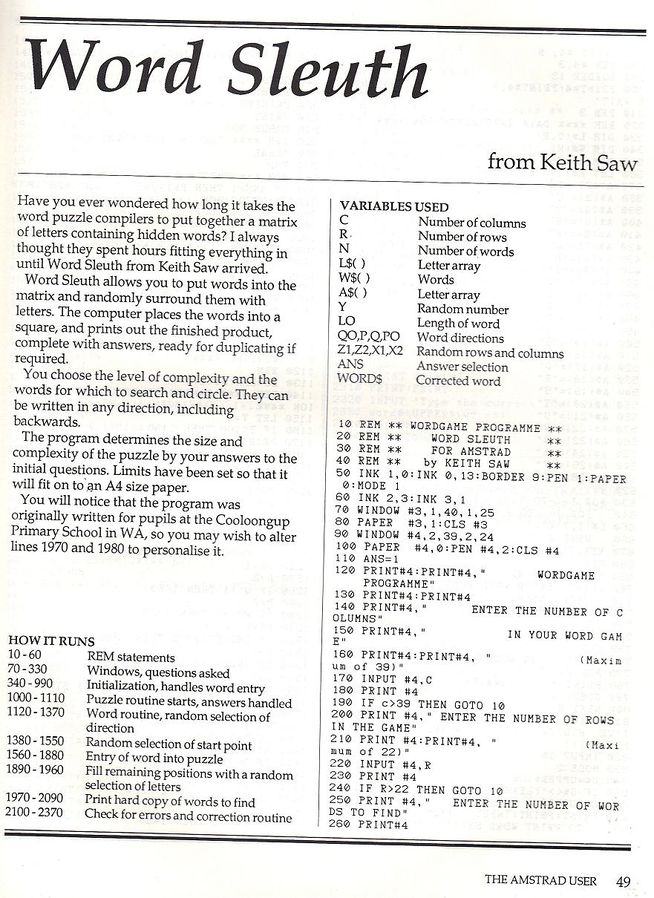 Word Sleuth
from Keith Saw
Have you ever wondered how long it takes the
word puzzle compilers to put together a matrix
of letters containing hidden words? I always
thought they spent hours fitting everything in
until Word Sleuth from Keith Saw arrived.
Word Sleuth allows you to put words into the
matrix and randomly surround them with
letters. The computer places the words into a
square, and prints out the finished product,
complete with answers, ready for duplicating if
required.
You choose the level of complexity and the
words for which to search and circle. They can
be written in any direction, including
backwards.
The program determines the size and
complexity of the puzzle by your answers to the
initial questions. Limits have been set so that it
will fit on to an A4 size paper.
You will notice that the program was
originally written for pupils at the Cooloongup
Primary School in WA, so you may wish to alter
lines 1970 and 1980 to personalise it.
HOW IT RUNS
10 - 60 REM statements
70 - 330 Windows, questions asked
340 - 990 Initialization, handles word entry
1000 - 1110 Puzzle routine starts, answers handled
1120 - 1370 Word routine, random selection of
direction
1380 - 1550 Random selection of start point
1560 - 1880 Entry of word into puzzle
1890 - 1960 Fill remaining positions with a random
selection of letters
1970 - 2090 Print hard copy of words to find
2100 - 2370 Check for errors and correction routine
VARIABLES USED
C Number of columns
R Number of rows
N Number of words
L$( ) Letter array
W$( ) Words
A$( ) Letter array
Y Random number
LO Length of word
QO,P,Q,PO Word directions
Z1,Z2,X1,X2 Random rows and columns
ANS Answer selection
WORD$ Corrected word
10 REM ** WORDGAME PROGRAMME **
20 REM ** WORD SLEUTH **
30 REM ** FOR AMSTRAD **
40 REM ** by KEITH SAW **
50 INK 1,0:INK 0,13:BORDER 9:PEN 1:PAPER
0:MODE 1
60 INK 2,3:INK 3,1
70 WINDOW #3,1,40,1,25
80 PAPER #3,1:CLS #3
90 WINDOW #4,2,39,2,24
100 PAPER #4,0:PEN #4,2:CLS #4
110 ANS=1
120 PRINT#4:PRINT#4," WORDGAME
PROGRAMME"
130 PRINT#4:PRINT#4
140 PRINT#4," ENTER THE NUMBER OF C
OLUMNS"
150 PRINT#4," IN YOUR WORD GAM
E"
160 PRINT#4:PRINT#4, " (Maxim
um of 39)"
170 INPUT #4,C
180 PRINT #4
190 IF c>39 THEN GOTO 10
200 PRINT #4," ENTER THE NUMBER OF ROWS
IN THE GAME"
210 PRINT #4:PRINT#4, " (Maxi
mum of 22)"
220 INPUT #4,R
230 PRINT #4
240 IF R>22 THEN GOTO 10
250 PRINT #4," ENTER THE NUMBER OF WOR
DS TO FIND"
260 PRINT#4
THE AMSTRAD USER 49